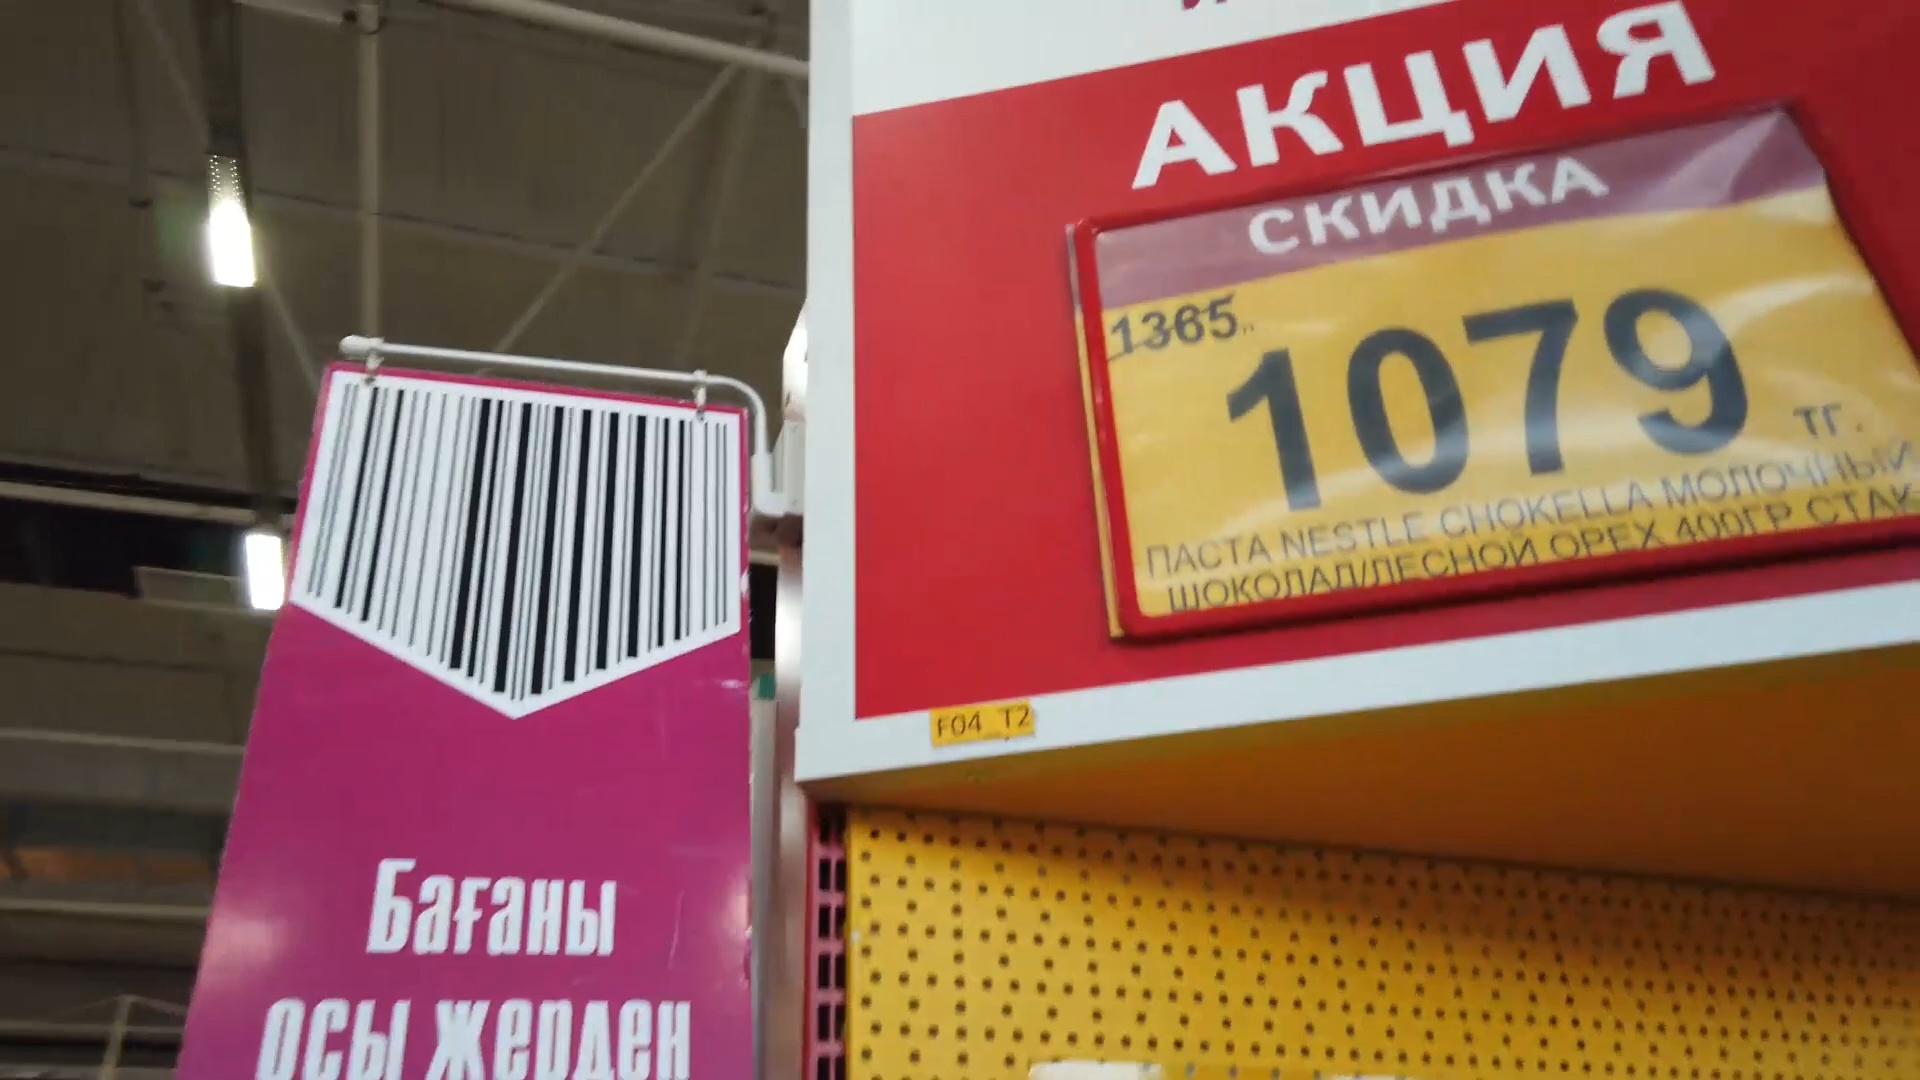 АКЦИЯ
СКИДКА
1365
1079
ТГ.
ПАСТА NESTLE CHOKELLA МОЛОЧНЫЙ
ШОКОЛАД/ЛЕСНОЙ ОРЕХ 400ГР СТАК
F04_T2
Бағаны
осы жерден